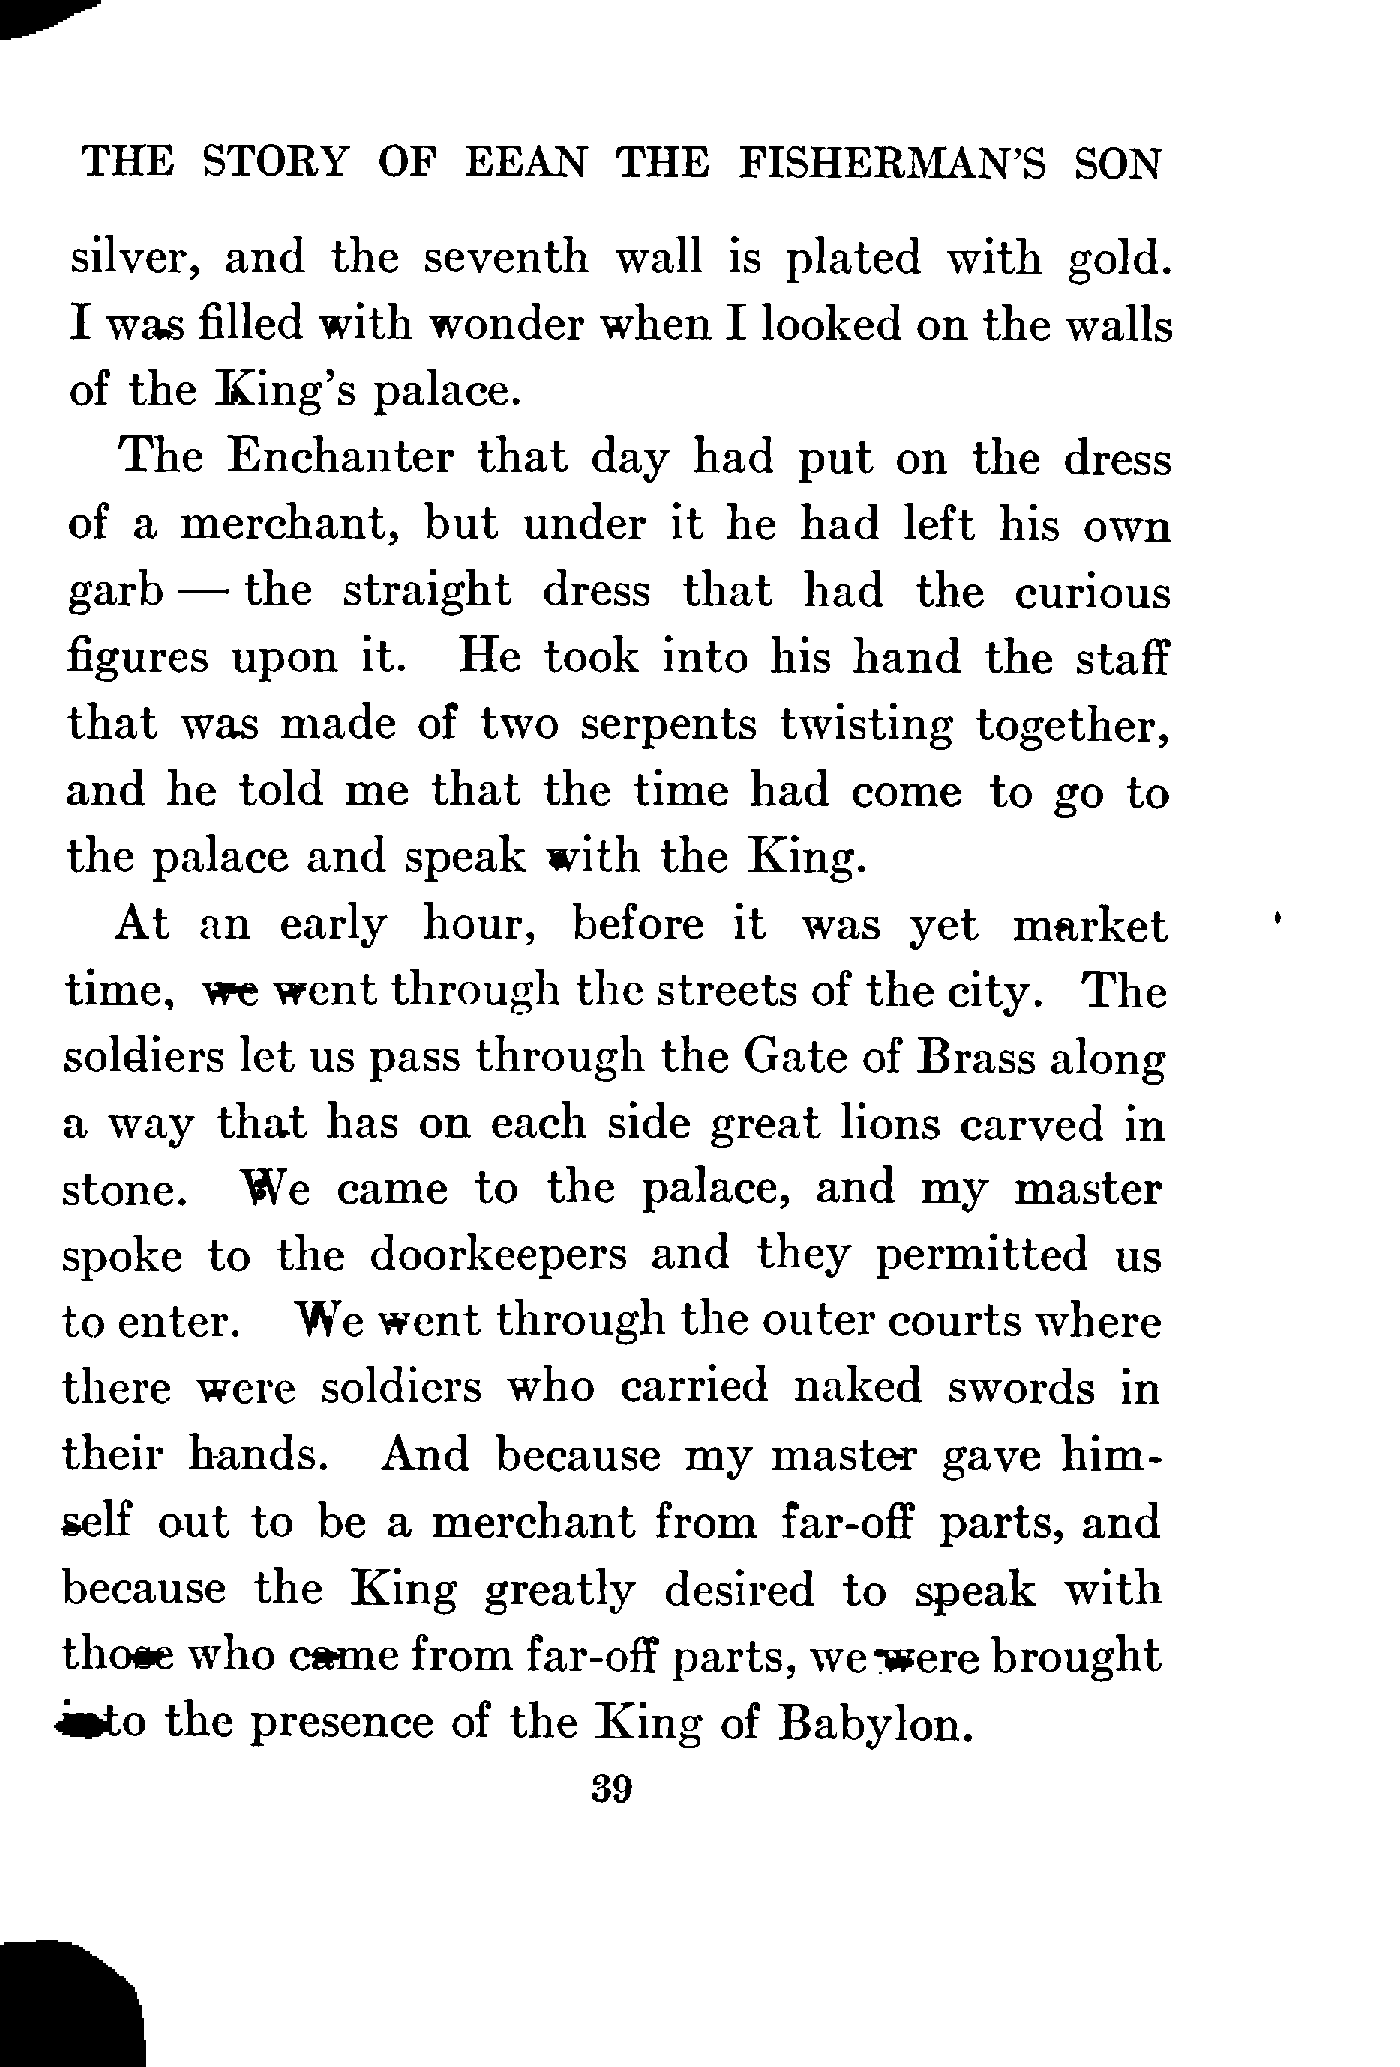 THE STORY OF EEAN THE FISHERMAN'S SON
silver, and the seventh wall is plated with gold.
I was filled with wonder when I looked on the walls
of the King's palace.
The Enchanter that day had put on the dress
of a merchant, but under it he had left his own
garb — the straight dress that had the curious
figures upon it. He took into his hand the staff
that was made of two serpents twisting together,
and he told me that the time had come to go to
the palace and speak with the King.
At an early hour, before it was yet market
time, we went through the streets of the city. The
soldiers let us pass through the Gate of Brass along
a way that has on each side great lions carved in
stone. We came to the palace, and my master
spoke to the doorkeepers and they permitted us
to enter. We went through the outer courts where
there were soldiers who carried naked swords in
their hands. And because my master gave him-
self out to be a merchant from far-off parts, and
because the King greatly desired to speak with
those who came from far-off parts, we were brought
into the presence of the King of Babylon.
39